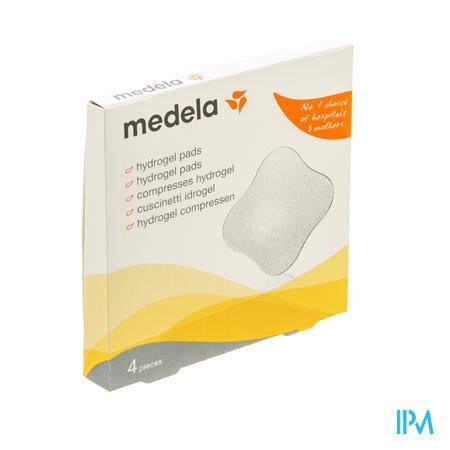 medela
medela
No. 1 choice
of hospitals
& mothers
hydrogel pads
hydrogel pads
compresses hydrogel
cuscinetti idrogel
hydrogel compressen
4 pieces
IPM